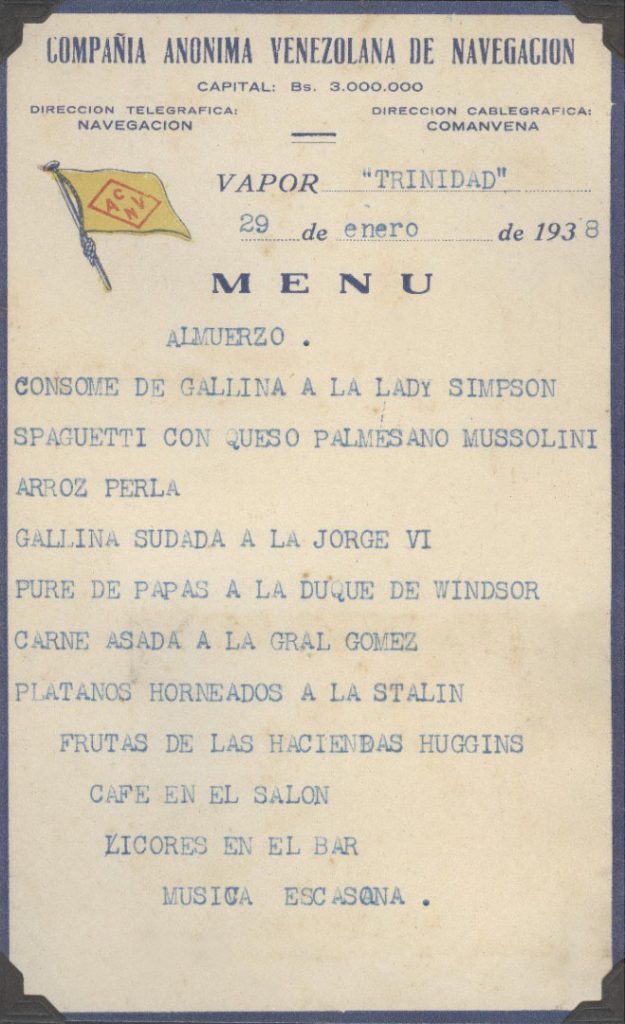 COMPAÑIA ANONIMA VENEZOLANA DE NAVEGACION
CAPITAL: Bs. 3.000.000
DIRECCION TELEGRAFICA:
NAVEGACION
DIRECCION CABLEGRAFICA:
COMANVENA
C
A V
N
VAPOR "TRINIDAD"
29 de enero de 1938
MENU
ALMUERZO .
CONSOME DE GALLINA A LA LADY SIMPSON
SPAGUETTI CON QUESO PALMESANO MUSSOLINI
ARROZ PERLA
GALLINA SUDADA A LA JORGE VI
PURE DE PAPAS A LA DUQUE DE WINDSOR
CARNE ASADA A LA GRAL GOMEZ
PLATANOS HORNEADOS A LA STALIN
FRUTAS DE LAS HACIENDAS HUGGINS
CAFE EN EL SALON
LICORES EN EL BAR
MUSICA ESCASONA .